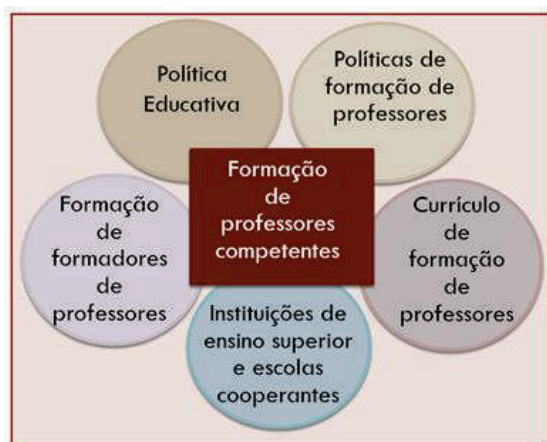 Política
Educativa
Políticas de
formação de
professores
Formação
de
professores
competentes
Formação
de
formadores
de
professores
Currículo
de
formação
de
professores
Instituições de
ensino superior
e escolas
cooperantes